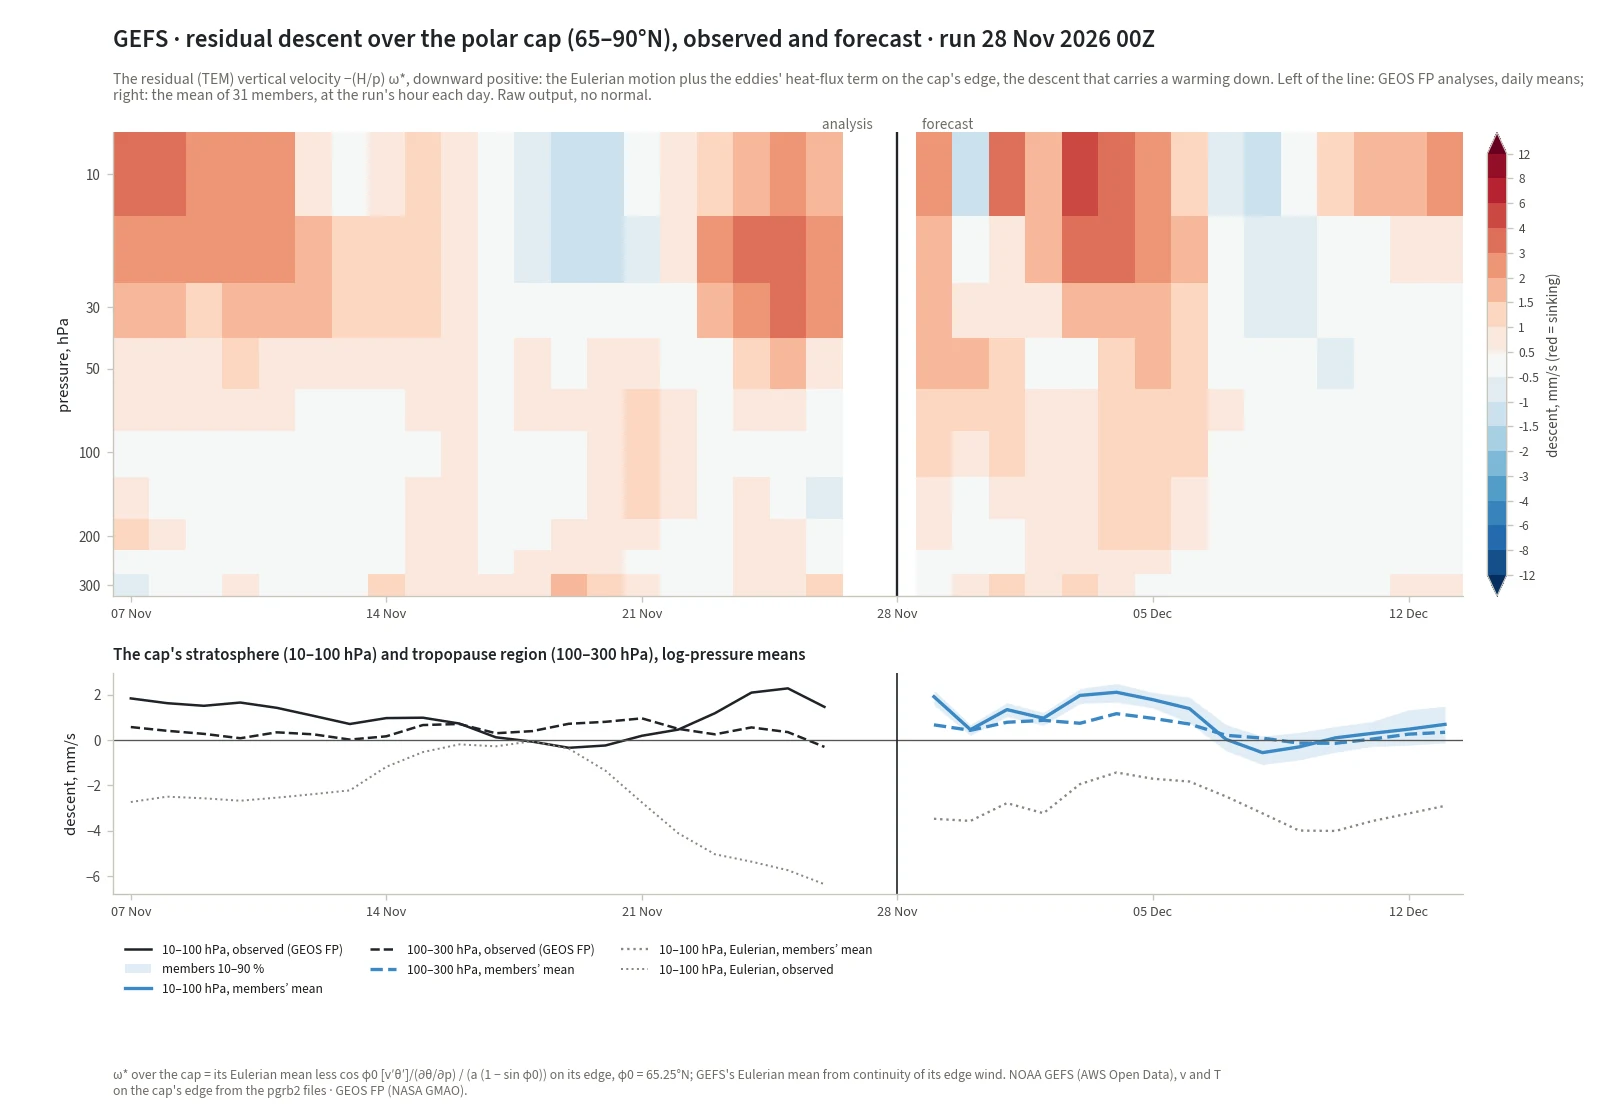 GEFS · residual descent over the polar cap (65–90°N), observed and forecast · run 28 Nov 2026 00Z
The residual (TEM) vertical velocity −(H/p) ω*, downward positive: the Eulerian motion plus the eddies' heat-flux term on the cap's edge, the descent that carries a warming down. Left of the line: GEOS FP analyses, daily means;
right: the mean of 31 members, at the run's hour each day. Raw output, no normal.
analysis
forecast
10
30
50
100
200
300
pressure, hPa
07 Nov
14 Nov
21 Nov
28 Nov
05 Dec
12 Dec
12
8
6
4
3
2
1.5
1
0.5
-0.5
-1
-1.5
-2
-3
-4
-6
-8
-12
descent, mm/s (red = sinking)
The cap's stratosphere (10–100 hPa) and tropopause region (100–300 hPa), log-pressure means
2
0
−2
−4
−6
descent, mm/s
07 Nov
14 Nov
21 Nov
28 Nov
05 Dec
12 Dec
10–100 hPa, observed (GEOS FP)
members 10–90 %
10–100 hPa, members’ mean
100–300 hPa, observed (GEOS FP)
100–300 hPa, members’ mean
10–100 hPa, Eulerian, members’ mean
10–100 hPa, Eulerian, observed
ω* over the cap = its Eulerian mean less cos φ0 [v′θ′]/(∂θ/∂p) / (a (1 − sin φ0)) on its edge, φ0 = 65.25°N; GEFS's Eulerian mean from continuity of its edge wind. NOAA GEFS (AWS Open Data), v and T
on the cap's edge from the pgrb2 files · GEOS FP (NASA GMAO).